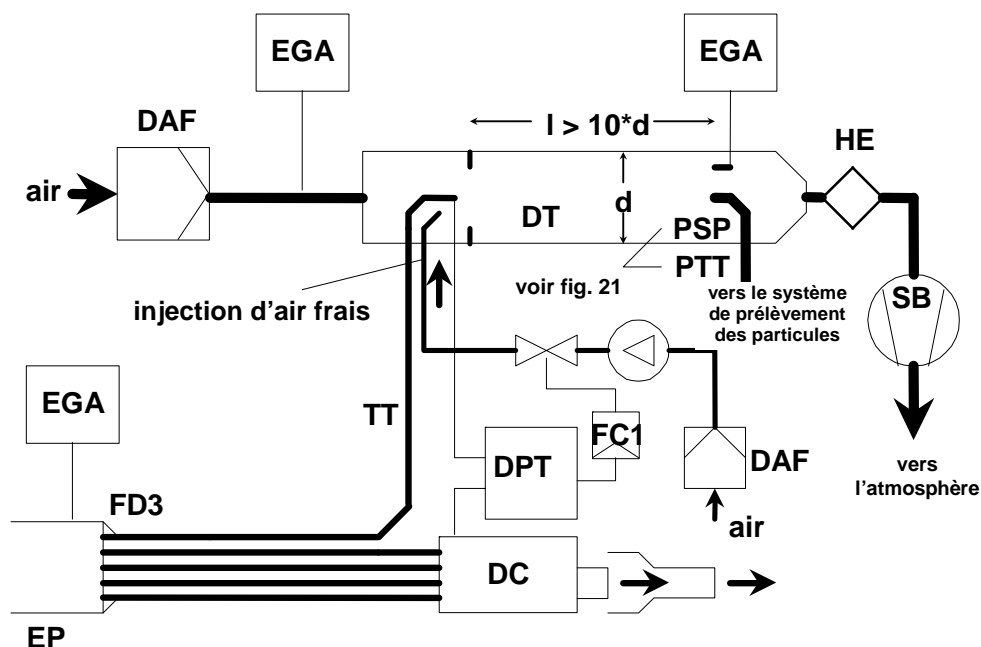 EGA
EGA
DAF
l > 10*d
HE
air
d
DT
PSP
PTT
injection d'air frais
voir fig. 21
vers le système
de prélèvement
des particules
SB
EGA
TT
FC1
DPT
DAF
vers
l'atmosphère
FD3
air
DC
EP